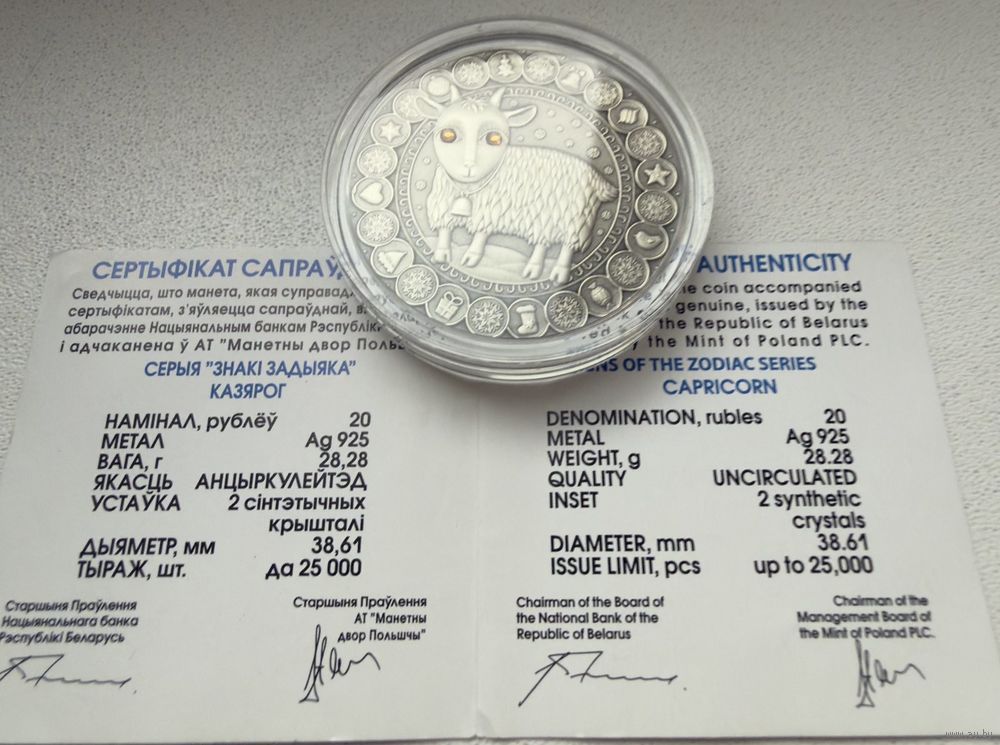 СЕРТЫФІКАТ
Сведчыцца, што манета, якая
сертыфікатам, з'яўляецца сапраўднай,
абарачэнне Нацыянальным банкам
і адчаканена ў АТ "Манетны двор
СЕРЫЯ "ЗНАКІ ЗАДЫЯКА"
КАЗЯРОГ
НАМІНАЛ, рублёў 20
МЕТАЛ Ag 925
ВАГА, г 28,28
ЯКАСЦЬ АНЦЫРКУЛЕЙТЭД
УСТАЎКА 2 сінтэтычных
крышталі
ДЫЯМЕТР, мм 38,61
ТЫРАЖ, шт. да 25 000
Старшыня Праўлення
Нацыянальнага банка
Рэспублікі Беларусь
Старшыня Праўлення
АТ "Манетны
двор Польшчы"
AUTHENTICITY
coin accompanied
genuine, issued by the
the Republic of Belarus
the Mint of Poland PLC.
OF THE ZODIAC SERIES
CAPRICORN
DENOMINATION, rubles 20
METAL Ag 925
WEIGHT, g 28.28
QUALITY UNCIRCULATED
INSET 2 synthetic
crystals
DIAMETER, mm 38.61
ISSUE LIMIT, pcs up to 25,000
Chairman of the Board of
the National Bank of the
Republic of Belarus
Chairman of the
Management Board of
the Mint of Poland PLC.
www.au.by